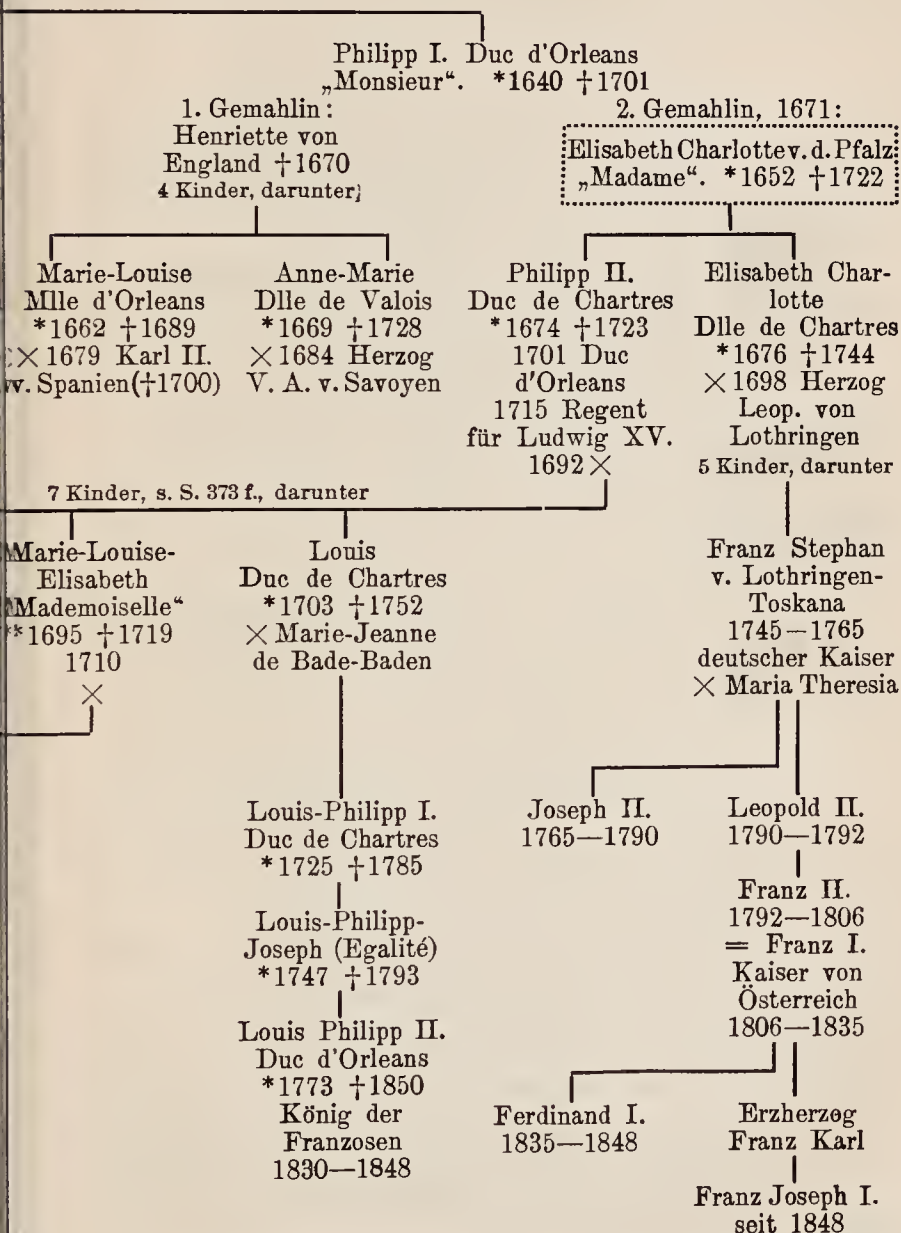 Philipp I. Duc d'Orleans
„Monsieur“. *1640 †1701
1. Gemahlin:
Henriette von
England †1670
4 Kinder, darunter
2. Gemahlin, 1671:
Elisabeth Charlotte v. d. Pfalz
„Madame“. *1652 †1722
Marie-Louise
Mlle d'Orleans
*1662 †1689
× 1679 Karl II.
v. Spanien (†1700)
Anne-Marie
Dlle de Valois
*1669 †1728
× 1684 Herzog
V. A. v. Savoyen
Philipp II.
Duc de Chartres
*1674 †1723
1701 Duc
d'Orleans
1715 Regent
für Ludwig XV.
1692 ×
Elisabeth Char-
lotte
Dlle de Chartres
*1676 †1744
× 1698 Herzog
Leop. von
Lothringen
5 Kinder, darunter
7 Kinder, s. S. 373 f., darunter
Marie-Louise-
Elisabeth
Mademoiselle“
*1695 †1719
1710
×
Louis
Duc de Chartres
*1703 †1752
× Marie-Jeanne
de Bade-Baden
Franz Stephan
v. Lothringen-
Toskana
1745–1765
deutscher Kaiser
× Maria Theresia
Louis-Philipp I.
Duc de Chartres
*1725 †1785
Louis-Philipp-
Joseph (Egalité)
*1747 †1793
Louis Philipp II.
Duc d'Orleans
*1773 †1850
König der
Franzosen
1830—1848
Joseph II.
1765—1790
Leopold II.
1790—1792
Franz II.
1792—1806
= Franz I.
Kaiser von
Österreich
1806—1835
Ferdinand I.
1835—1848
Erzherzog
Franz Karl
Franz Joseph I.
seit 1848